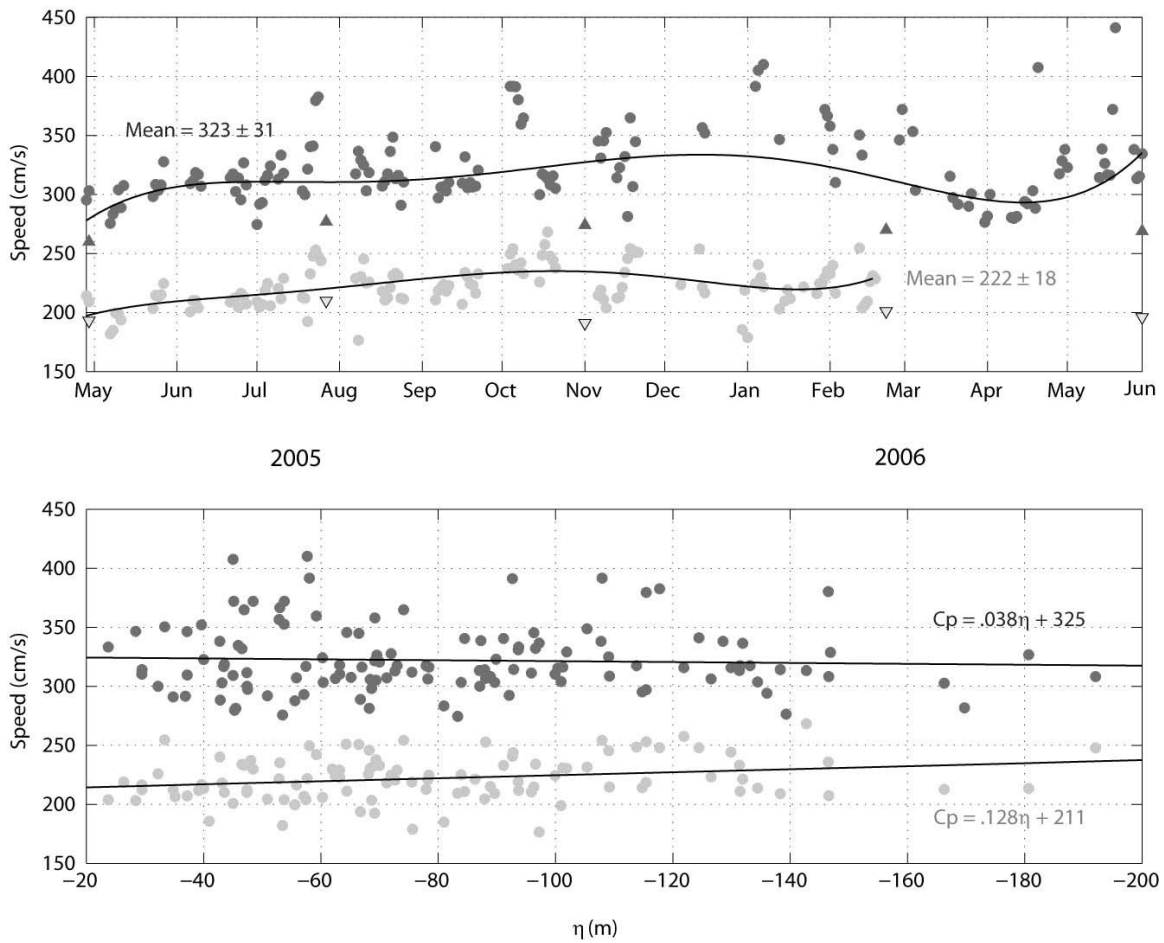 450
400
350
300
250
200
150
Speed (cm/s)
Mean = 323 ± 31
Mean = 222 ± 18
May Jun Jul Aug Sep Oct Nov Dec Jan Feb Mar Apr May Jun
2005 2006
450
400
350
300
250
200
150
Speed (cm/s)
Cp = .038η + 325
Cp = .128η + 211
−20 −40 −60 −80 −100 −120 −140 −160 −180 −200
η (m)